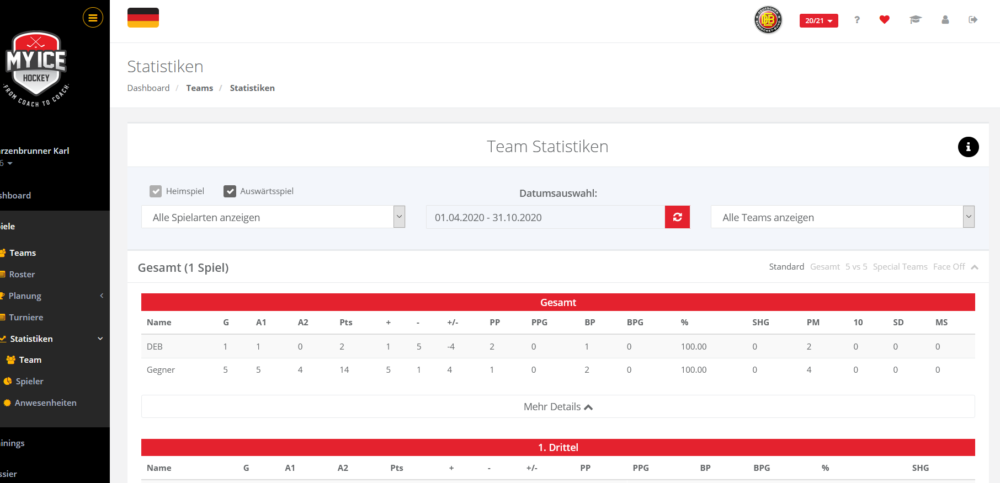 MY ICE
HOCKEY
FROM COACH TO COACH
DEUTSCHER
DEB
EISHOCKEY-BUND
20/21
?
Statistiken
Dashboard / Teams / Statistiken
rzenbrunner Karl
6
shboard
iele
Teams
Roster
Planung
Turniere
Statistiken
Team
Spieler
Anwesenheiten
inings
ssier
Team Statistiken
i
Heimspiel Auswärtsspiel
Datumsauswahl:
Alle Spielarten anzeigen 01.04.2020 - 31.10.2020 Alle Teams anzeigen
Gesamt (1 Spiel) Standard Gesamt 5 vs 5 Special Teams Face Off
Gesamt
Name G A1 A2 Pts + - +/- PP PPG BP BPG % SHG PM 10 SD MS
DEB 1 1 0 2 1 5 -4 2 0 1 0 100.00 0 2 0 0 0
Gegner 5 5 4 14 5 1 4 1 0 2 0 100.00 0 4 0 0 0
Mehr Details
1. Drittel
Name G A1 A2 Pts + - +/- PP PPG BP BPG % SHG